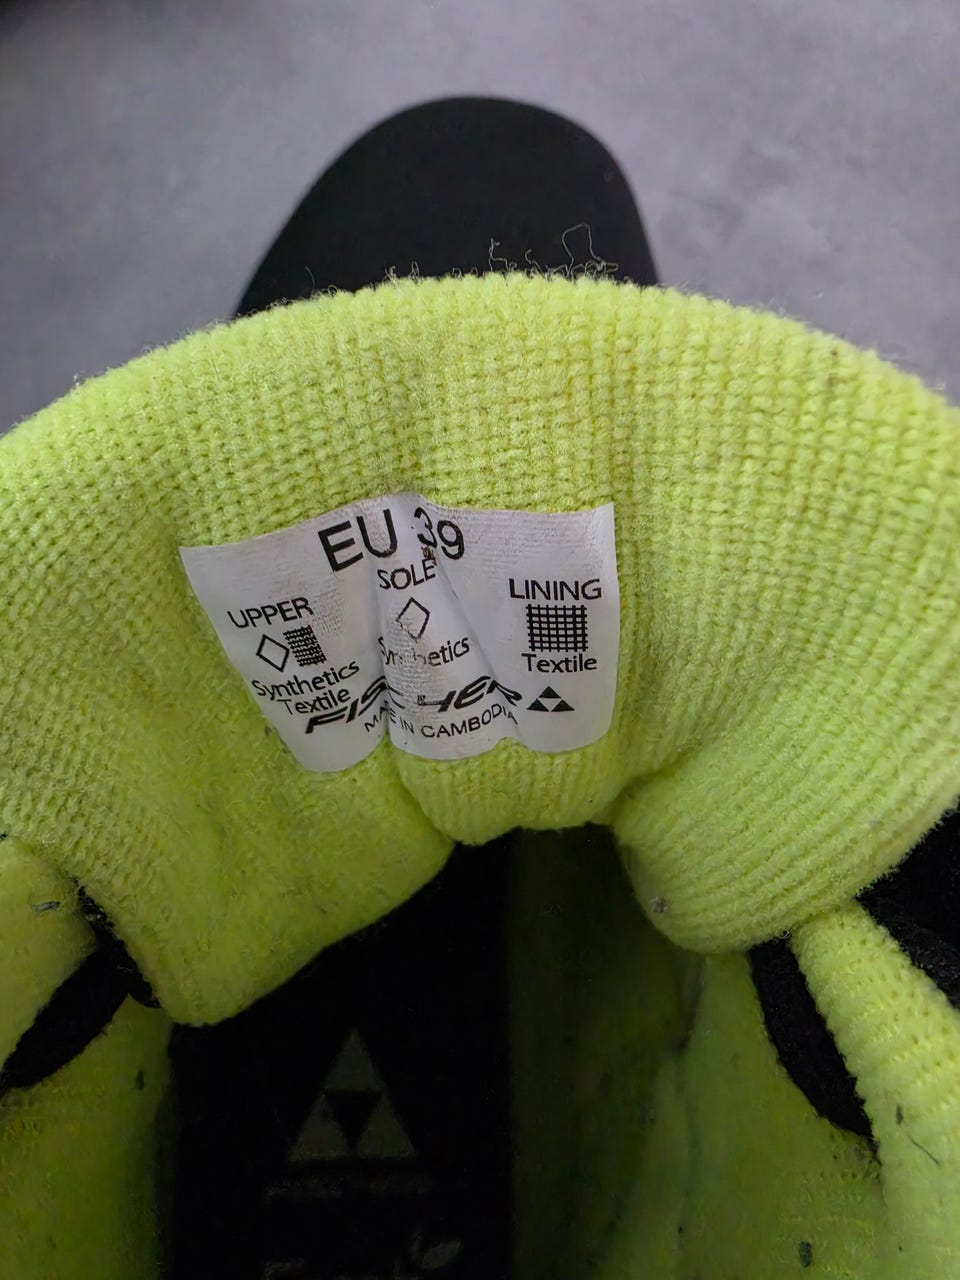 EU 39
UPPER
SOLE
LINING
Synthetics
Textile
Synthetics
Textile
FISCHER
MADE IN CAMBODIA